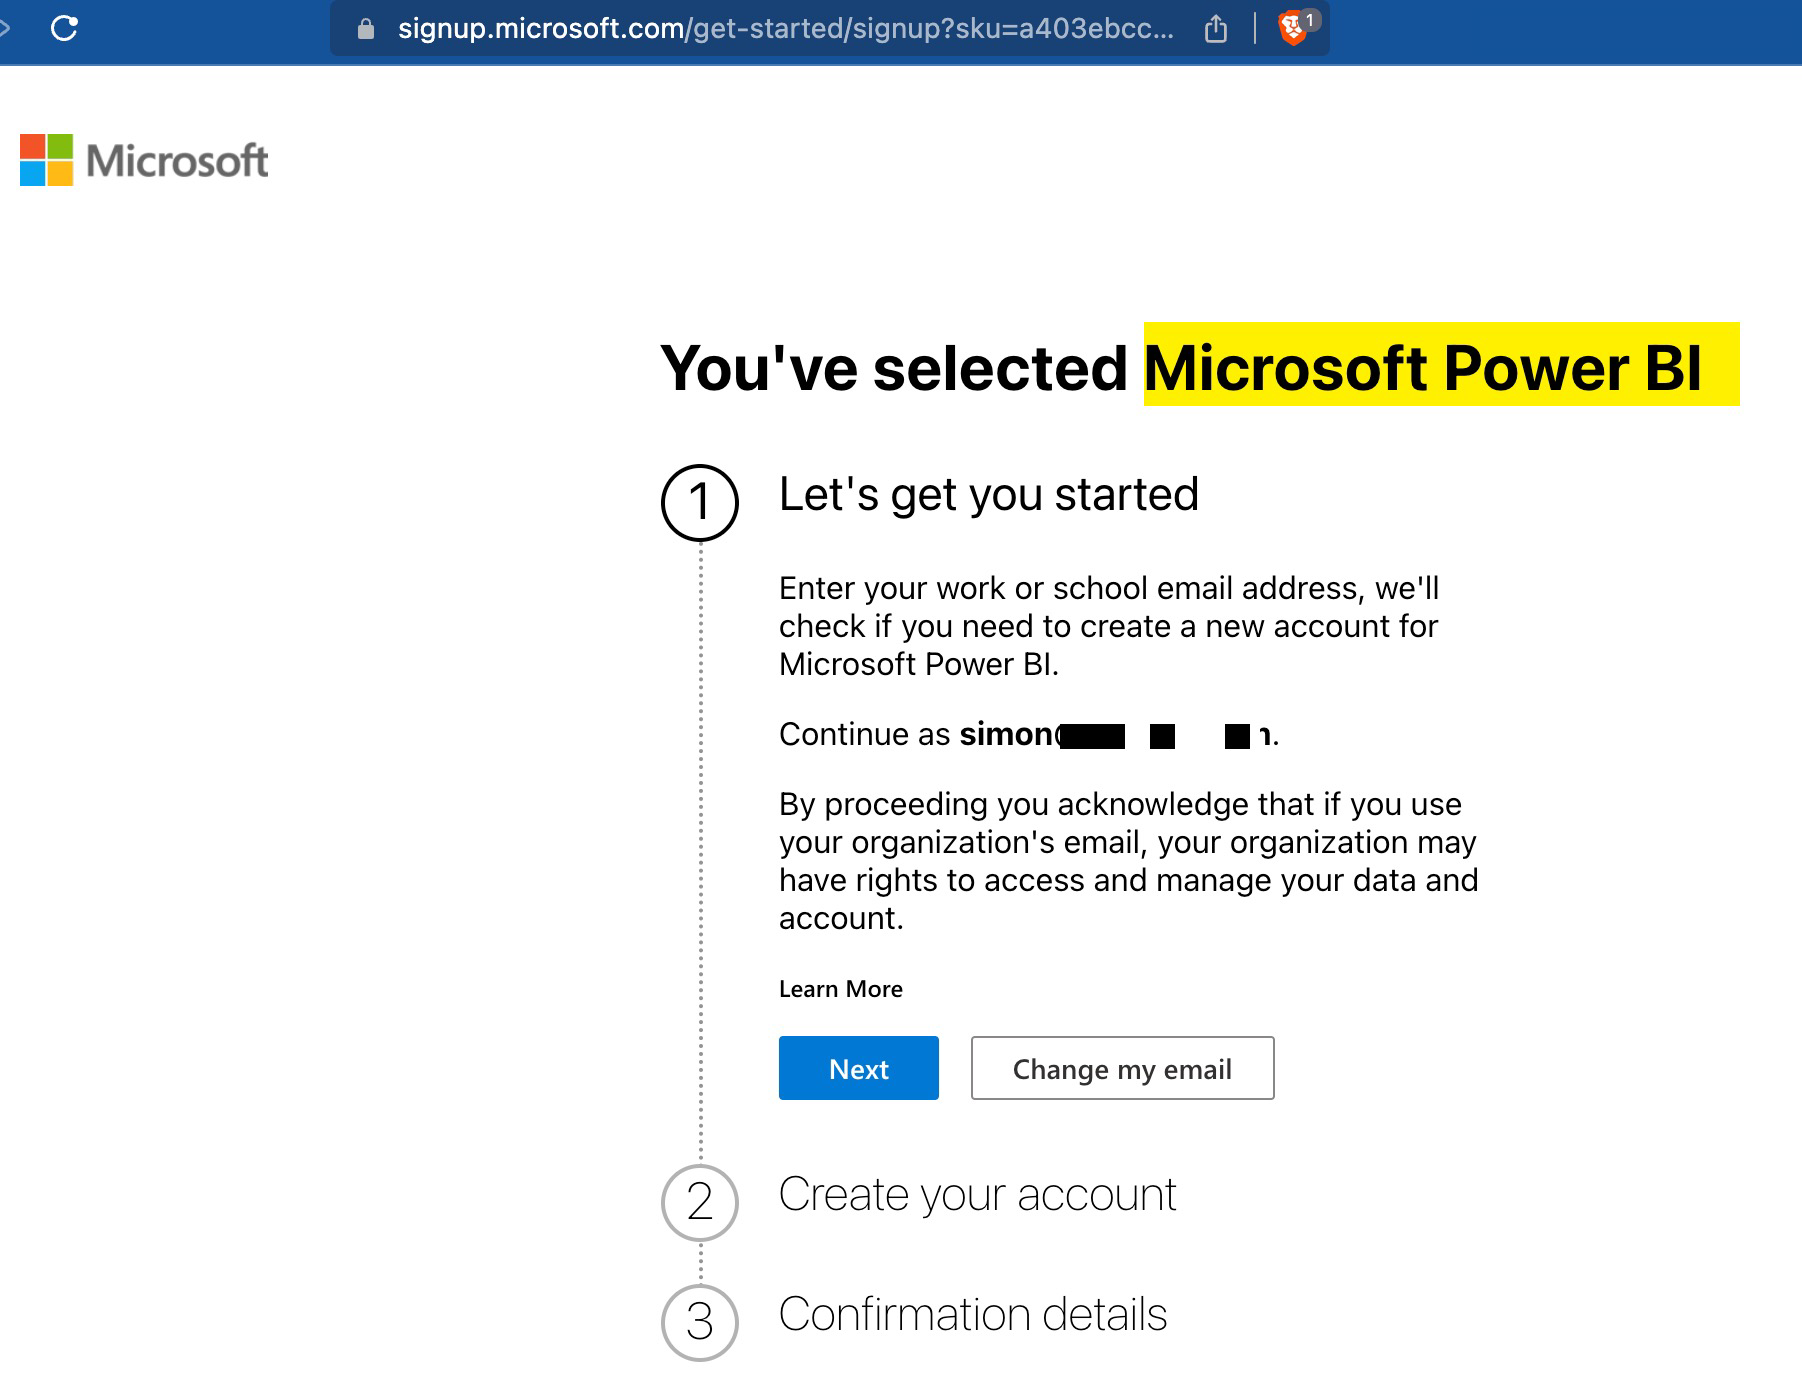 signup.microsoft.com/get-started/signup?sku=a403ebcc...
1
Microsoft
You've selected Microsoft Power BI
1 Let's get you started
Enter your work or school email address, we'll
check if you need to create a new account for
Microsoft Power BI.
Continue as simon
By proceeding you acknowledge that if you use
your organization's email, your organization may
have rights to access and manage your data and
account.
Learn More
Next Change my email
2 Create your account
3 Confirmation details